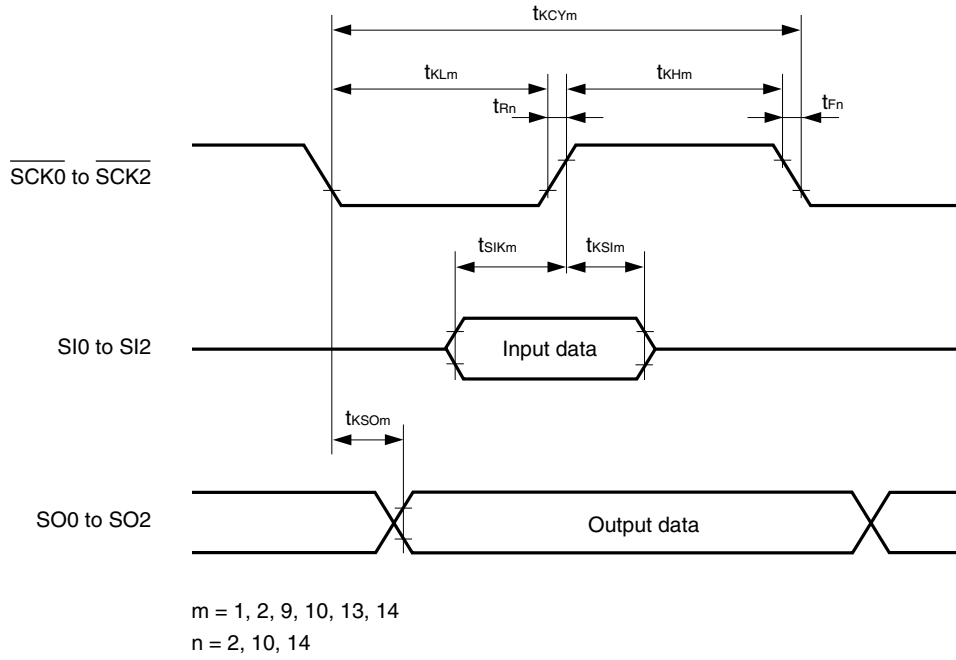 tKCYm
tKLm
tKHm
tRn
tFn
SCK0 to SCK2
tSIKm
tKSIm
SI0 to SI2
Input data
tKSOm
SO0 to SO2
Output data
m = 1, 2, 9, 10, 13, 14
n = 2, 10, 14